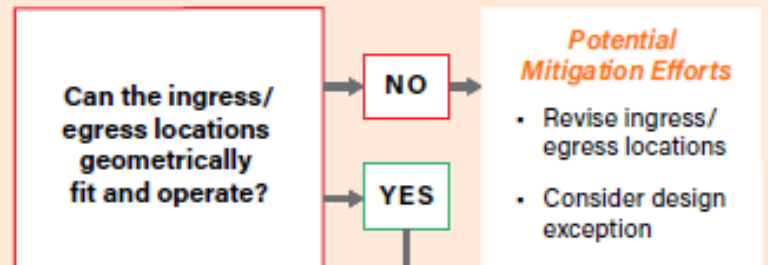 Can the ingress/
egress locations
geometrically
fit and operate?
NO
YES
Potential
Mitigation Efforts
• Revise ingress/
egress locations
• Consider design
exception